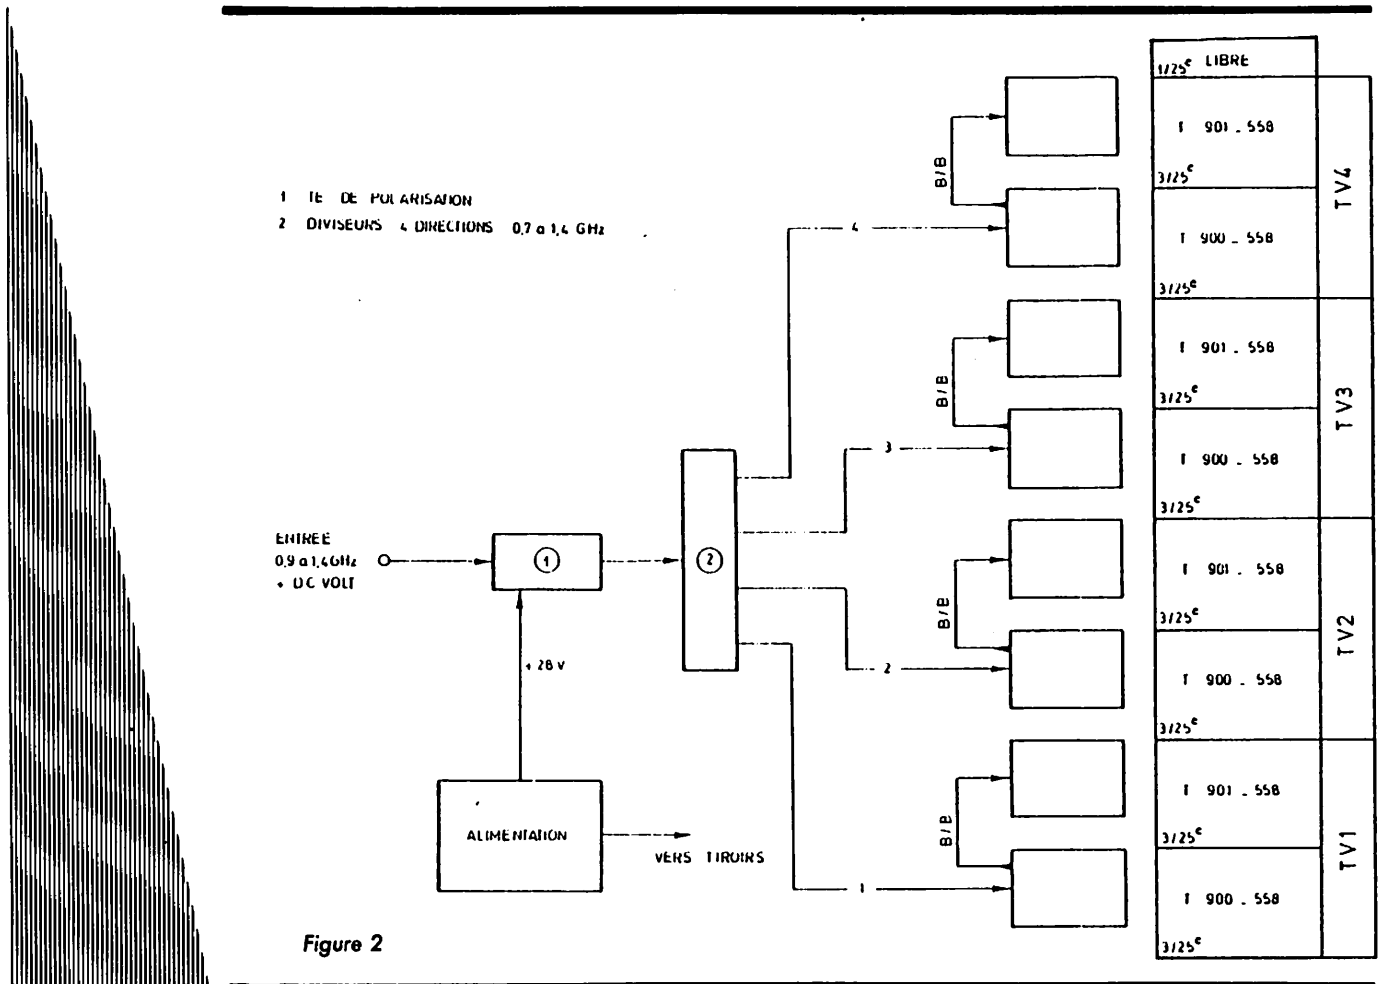 1 TE DE POLARISATION
2 DIVISEURS 4 DIRECTIONS 0,7 a 1,4 GHz
ENTREE
0,9 a 1,4 GHz
+ DC VOLT
1
2
+ 28 V
ALIMENTATION
VERS TIROIRS
4
3
2
1
B/B
B/B
B/B
B/B
1/25e LIBRE
T 901 - 558
3/25e
T 900 - 558
3/25e
TV4
T 901 - 558
3/25e
T 900 - 558
3/25e
TV3
T 901 - 558
3/25e
T 900 - 558
3/25e
TV2
T 901 - 558
3/25e
T 900 - 558
3/25e
TV1
Figure 2